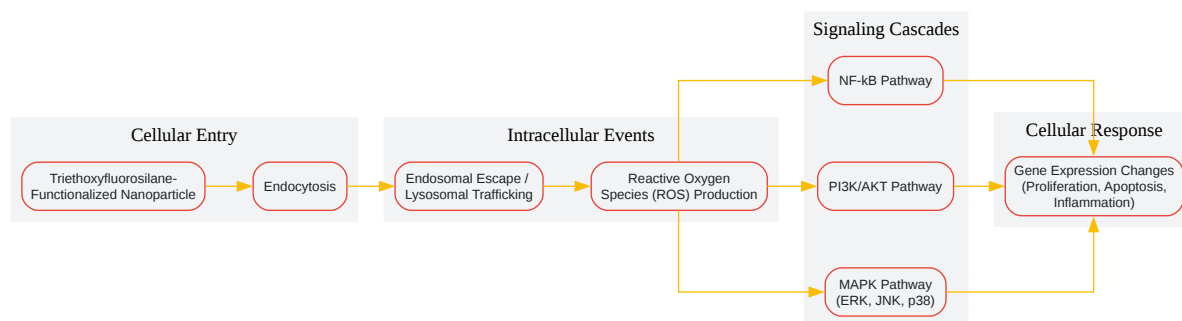 Cellular Entry
Triethoxyfluorosilane-
Functionalized Nanoparticle
Endocytosis
Intracellular Events
Endosomal Escape /
Lysosomal Trafficking
Reactive Oxygen
Species (ROS) Production
Signaling Cascades
NF-kB Pathway
PI3K/AKT Pathway
MAPK Pathway
(ERK, JNK, p38)
Cellular Response
Gene Expression Changes
(Proliferation, Apoptosis,
Inflammation)